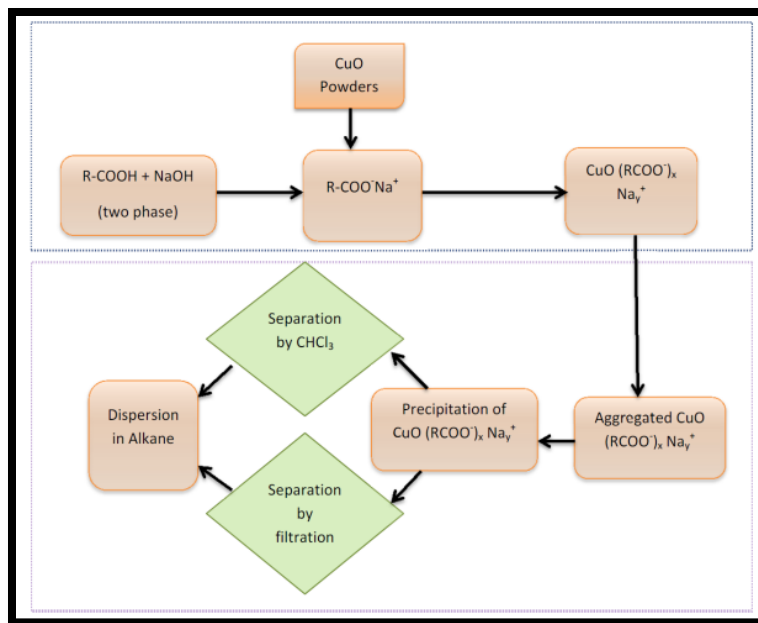 CuO
Powders
R-COOH + NaOH
(two phase)
R-COO⁻Na⁺
CuO (RCOO⁻)ₓ
Naᵧ⁺
Separation
by CHCl₃
Dispersion
in Alkane
Precipitation of
CuO (RCOO⁻)ₓ Naᵧ⁺
Aggregated CuO
(RCOO⁻)ₓ Naᵧ⁺
Separation
by
filtration